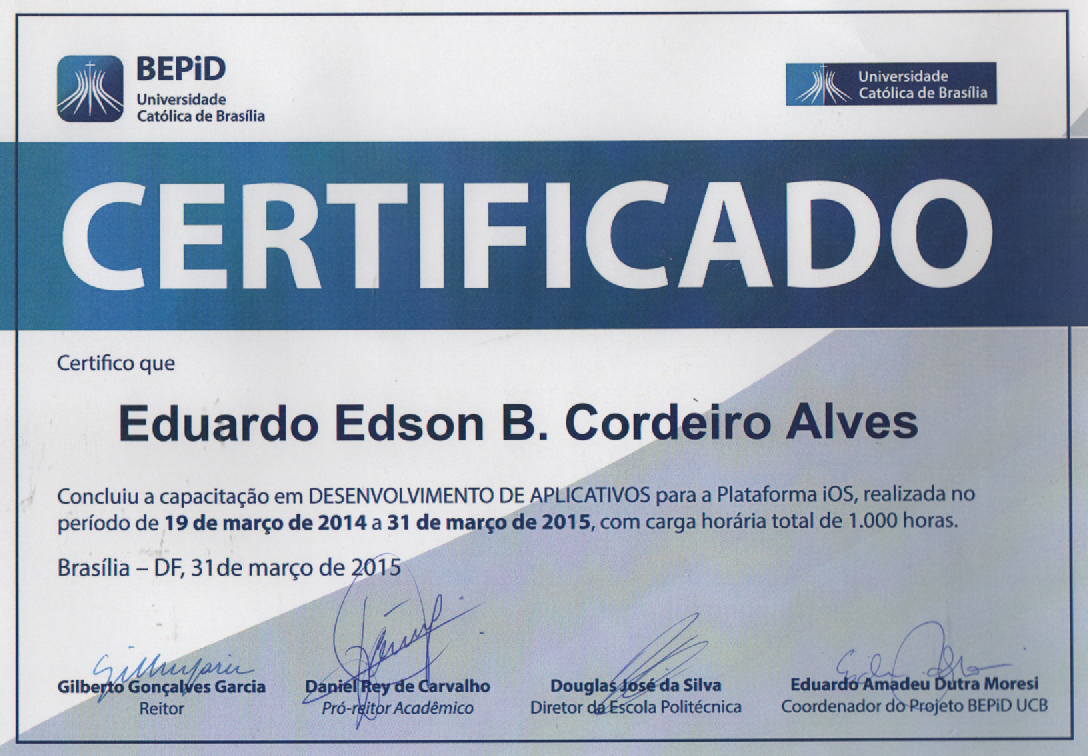 BEPiD
Universidade
Católica de Brasília
Universidade
Católica de Brasília
CERTIFICADO
Certifico que
Eduardo Edson B. Cordeiro Alves
Concluiu a capacitação em DESENVOLVIMENTO DE APLICATIVOS para a Plataforma iOS, realizada no
período de 19 de março de 2014 a 31 de março de 2015, com carga horária total de 1.000 horas.
Brasília – DF, 31de março de 2015
Gilberto Gonçalves Garcia
Reitor
Daniel Rey de Carvalho
Pró-reitor Acadêmico
Douglas José da Silva
Diretor da Escola Politécnica
Eduardo Amadeu Dutra Moresi
Coordenador do Projeto BEPiD UCB